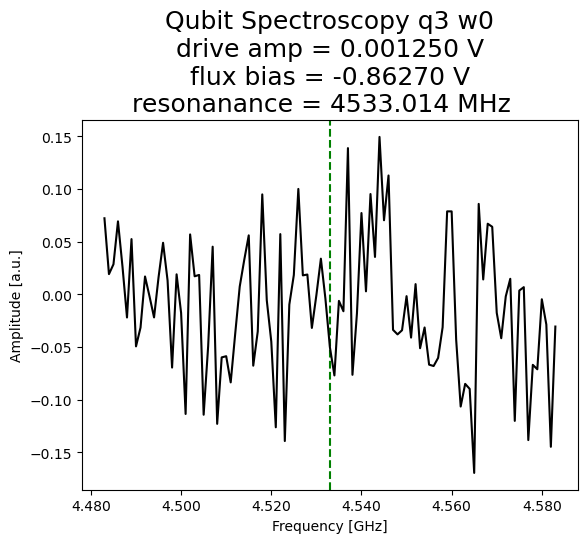 Qubit Spectroscopy q3 w0
drive amp = 0.001250 V
flux bias = -0.86270 V
resonanance = 4533.014 MHz
0.15
0.10
0.05
0.00
−0.05
−0.10
−0.15
Amplitude [a.u.]
4.480 4.500 4.520 4.540 4.560 4.580
Frequency [GHz]